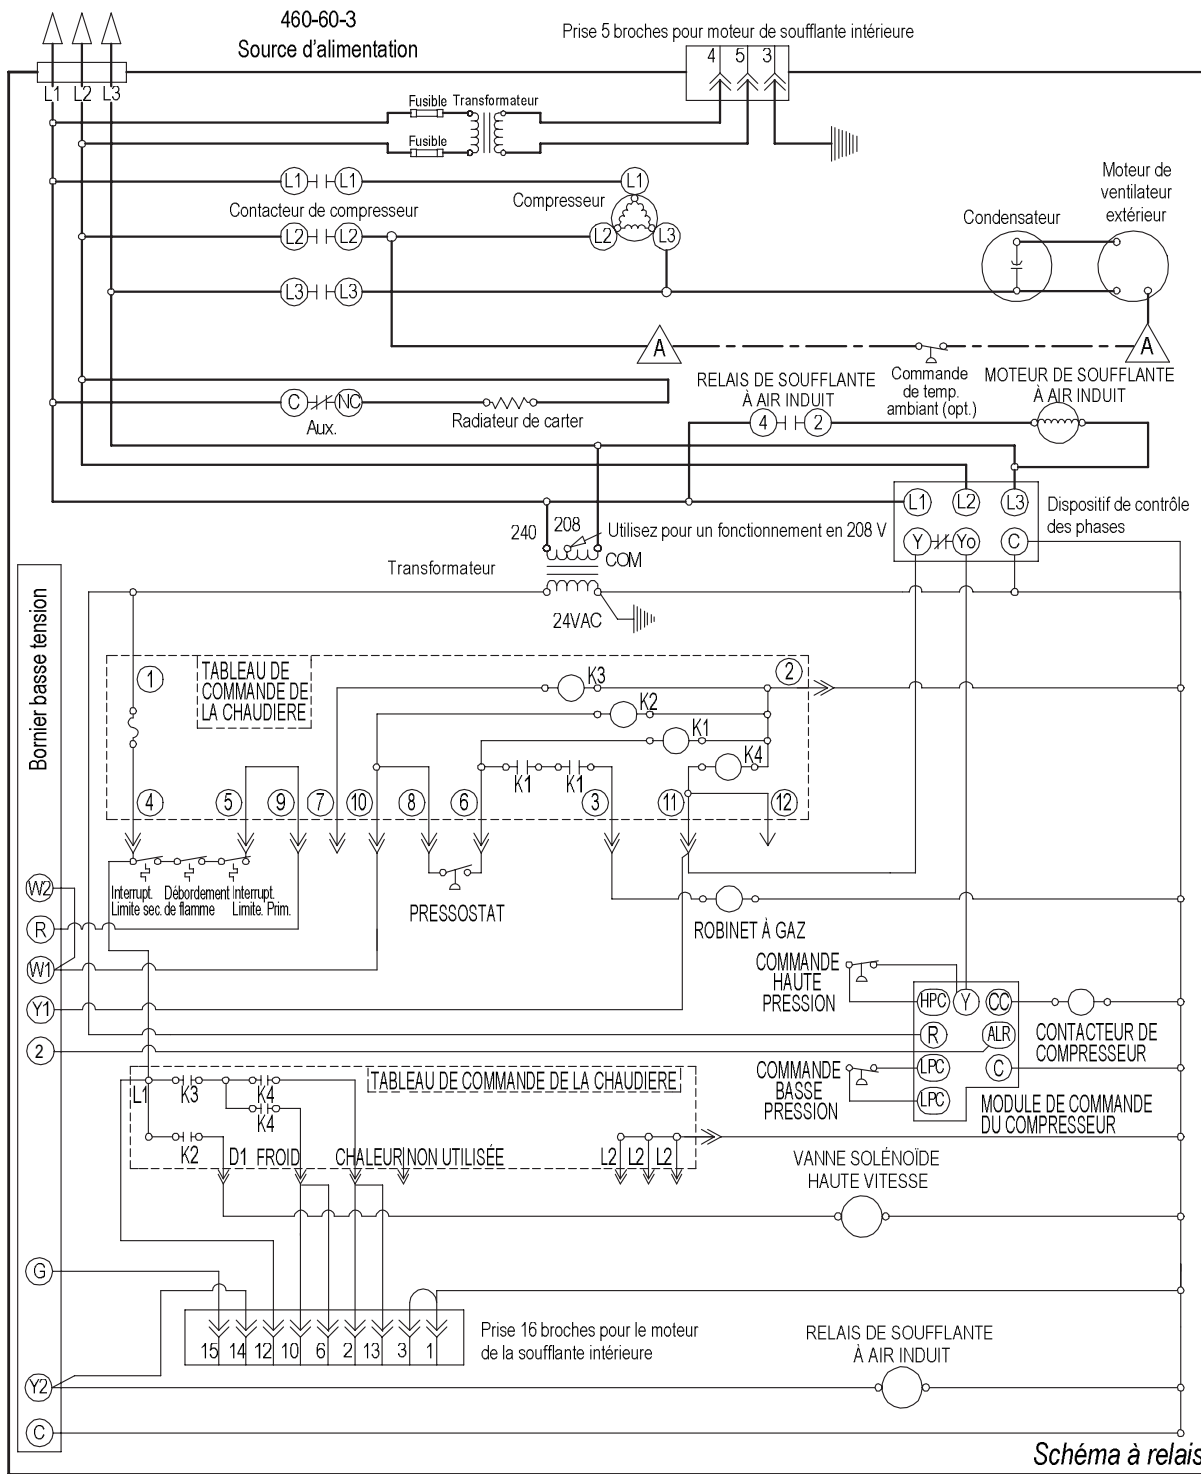 460-60-3
Source d'alimentation
Prise 5 broches pour moteur de soufflante intérieure
4 5 3
L1 L2 L3
Fusible Transformateur
Fusible
L1 L1
L1
Contacteur de compresseur
Compresseur
L2 L2
L2 L3
L3 L3
Condensateur
Moteur de
ventilateur
extérieur
A
A
Commande
de temp.
ambiant (opt.)
C NC
Aux.
Radiateur de carter
RELAIS DE SOUFFLANTE
À AIR INDUIT
4 2
MOTEUR DE SOUFFLANTE
À AIR INDUIT
L1 L2 L3
Y Yo C
Dispositif de contrôle
des phases
240 208
Utilisez pour un fonctionnement en 208 V
COM
Transformateur
24VAC
Bornier basse tension
TABLEAU DE
COMMANDE DE
LA CHAUDIERE
1
2
K3
K2
K1
K4
K1 K1
4 5 9 7 10 8 6 3 11 12
Interrupt.
Limite sec.
Débordement
de flamme
Interrupt.
Limite. Prim.
PRESSOSTAT
ROBINET À GAZ
W2
R
W1
Y1
2
COMMANDE
HAUTE
PRESSION
HPC Y CC
R ALR
LPC C
LPC
CONTACTEUR DE
COMPRESSEUR
COMMANDE
BASSE
PRESSION
MODULE DE COMMANDE
DU COMPRESSEUR
TABLEAU DE COMMANDE DE LA CHAUDIERE
L1 K3 K4
K4
K2 D1 FROID CHALEUR NON UTILISÉE L2 L2 L2
VANNE SOLÉNOÏDE
HAUTE VITESSE
G
15 14 12 10 6 2 13 3 1
Prise 16 broches pour le moteur
de la soufflante intérieure
RELAIS DE SOUFFLANTE
À AIR INDUIT
Y2
C
Schéma à relais